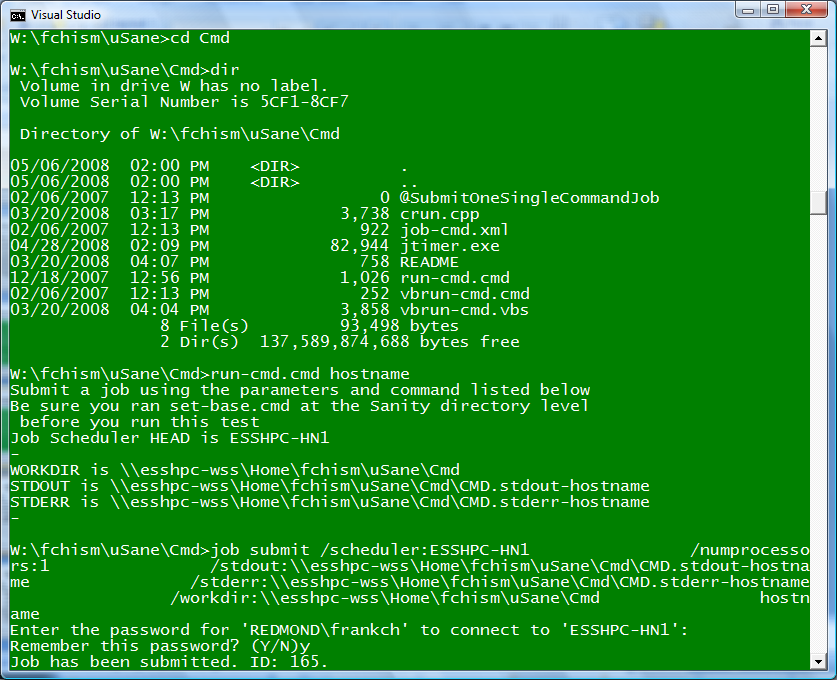 Visual Studio
W:\fchism\uSane>cd Cmd
W:\fchism\uSane\Cmd>dir
 Volume in drive W has no label.
 Volume Serial Number is 5CF1-8CF7
 Directory of W:\fchism\uSane\Cmd
05/06/2008  02:00 PM    <DIR>          .
05/06/2008  02:00 PM    <DIR>          ..
02/06/2007  12:13 PM                 0 @SubmitOneSingleCommandJob
03/20/2008  03:17 PM             3,738 crun.cpp
02/06/2007  12:13 PM               922 job-cmd.xml
04/28/2008  02:09 PM            82,944 jtimer.exe
03/20/2008  04:07 PM               758 README
12/18/2007  12:56 PM             1,026 run-cmd.cmd
02/06/2007  12:13 PM               252 vbrun-cmd.cmd
03/20/2008  04:04 PM             3,858 vbrun-cmd.vbs
               8 File(s)         93,498 bytes
               2 Dir(s)  137,589,874,688 bytes free
W:\fchism\uSane\Cmd>run-cmd.cmd hostname
Submit a job using the parameters and command listed below
Be sure you ran set-base.cmd at the Sanity directory level
 before you run this test
Job Scheduler HEAD is ESSHPC-HN1
-
WORKDIR is \\esshpc-wss\Home\fchism\uSane\Cmd
STDOUT is \\esshpc-wss\Home\fchism\uSane\Cmd\CMD.stdout-hostname
STDERR is \\esshpc-wss\Home\fchism\uSane\Cmd\CMD.stderr-hostname
-
W:\fchism\uSane\Cmd>job submit /scheduler:ESSHPC-HN1                /numprocesso
rs:1                /stdout:\\esshpc-wss\Home\fchism\uSane\Cmd\CMD.stdout-hostna
me                /stderr:\\esshpc-wss\Home\fchism\uSane\Cmd\CMD.stderr-hostname
                /workdir:\\esshpc-wss\Home\fchism\uSane\Cmd                hostn
ame
Enter the password for 'REDMOND\frankch' to connect to 'ESSHPC-HN1':
Remember this password? (Y/N)y
Job has been submitted. ID: 165.